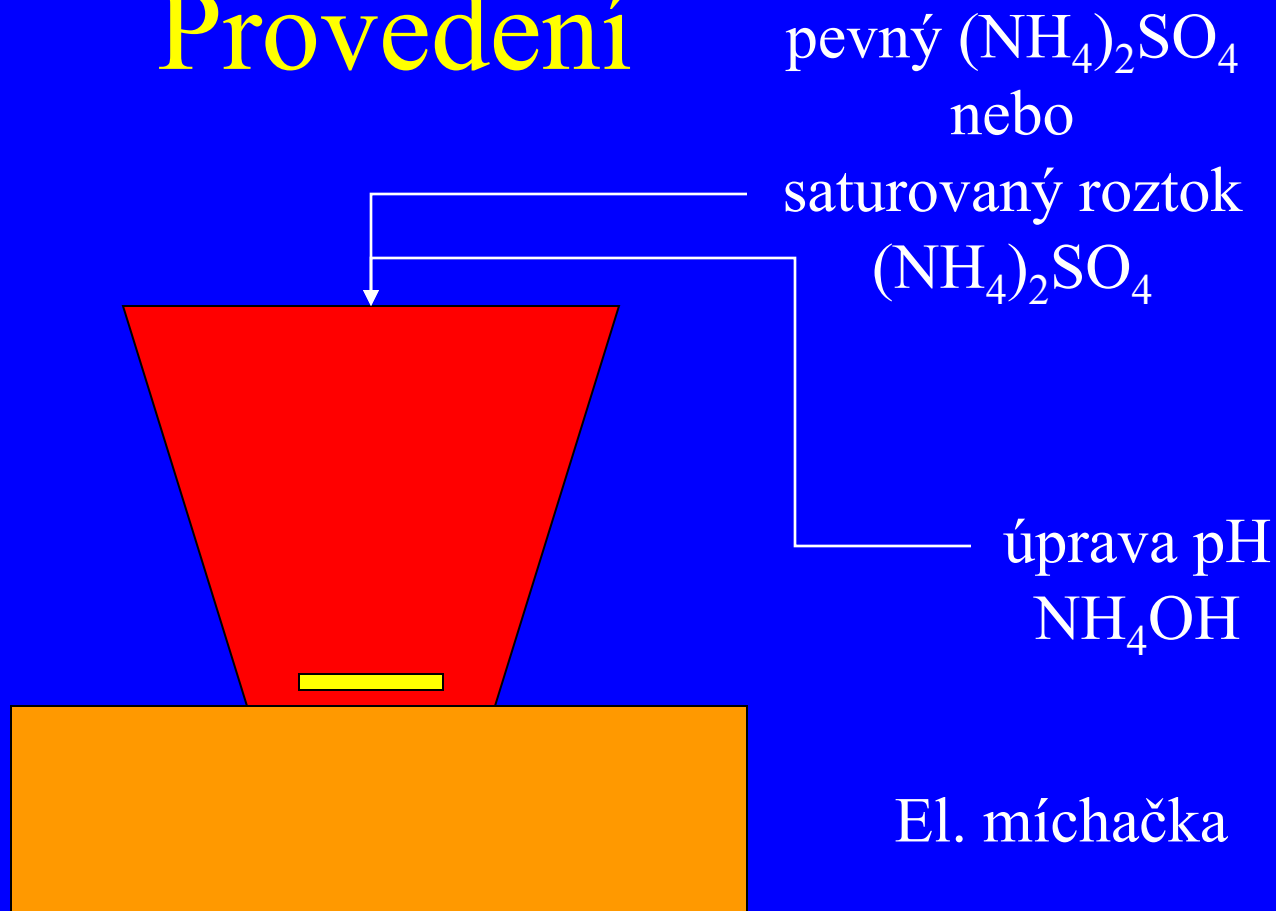 Provedení
pevný (NH₄)₂SO₄
nebo
saturovaný roztok
(NH₄)₂SO₄
úprava pH
NH₄OH
El. míchačka